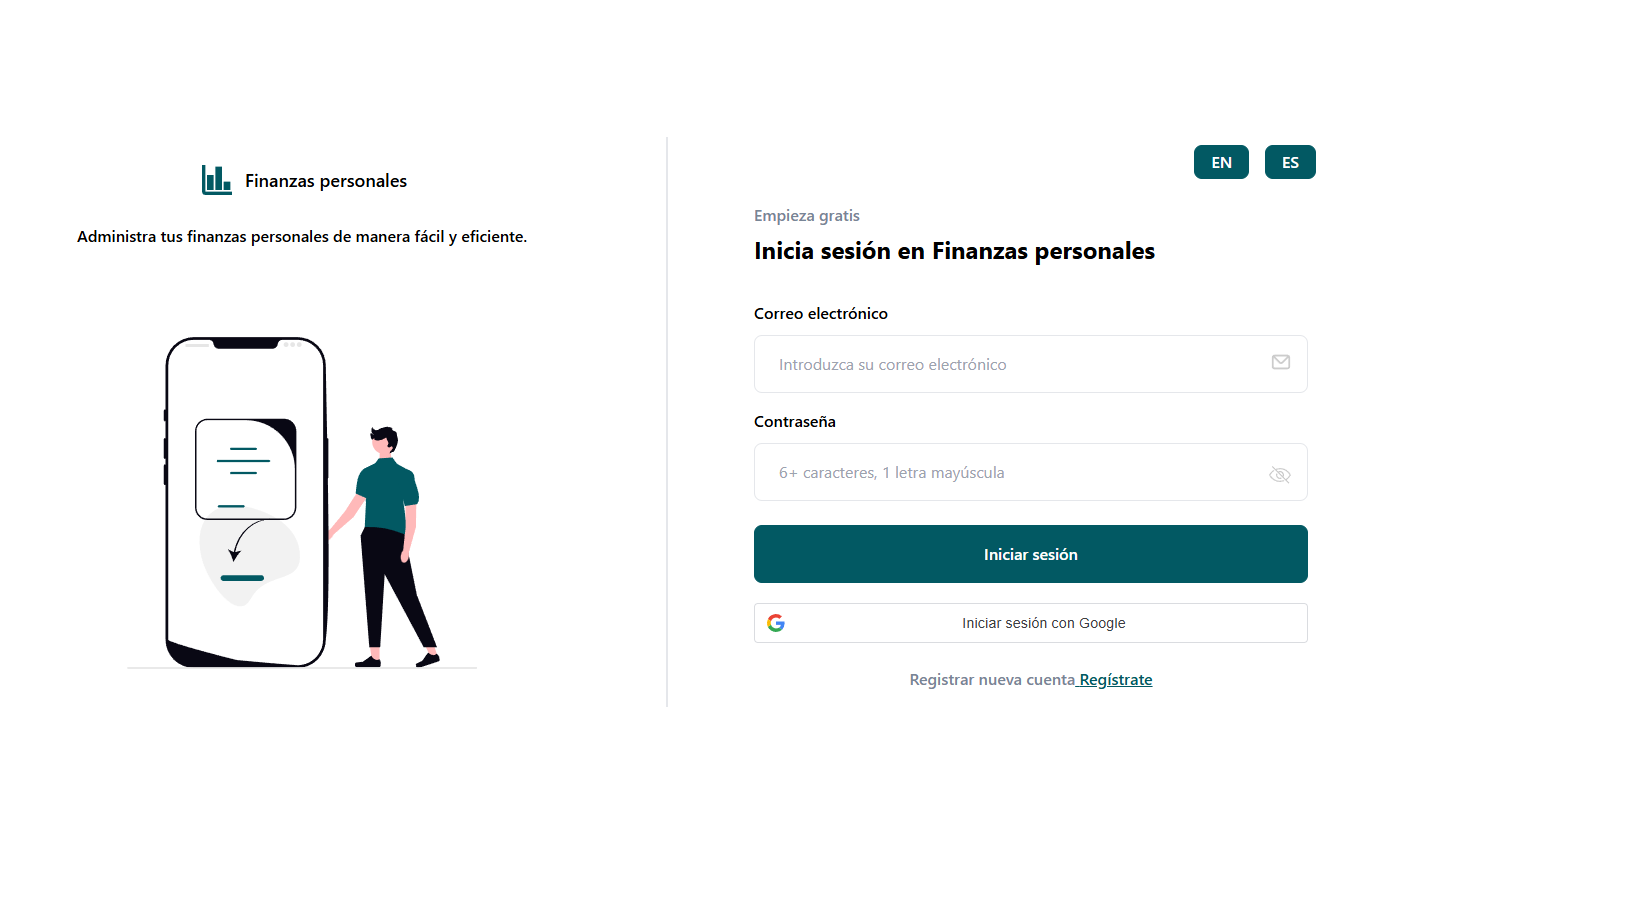 Finanzas personales
Administra tus finanzas personales de manera fácil y eficiente.
EN ES
Empieza gratis
Inicia sesión en Finanzas personales
Correo electrónico
Introduzca su correo electrónico
Contraseña
6+ caracteres, 1 letra mayúscula
Iniciar sesión
Iniciar sesión con Google
Registrar nueva cuenta Regístrate